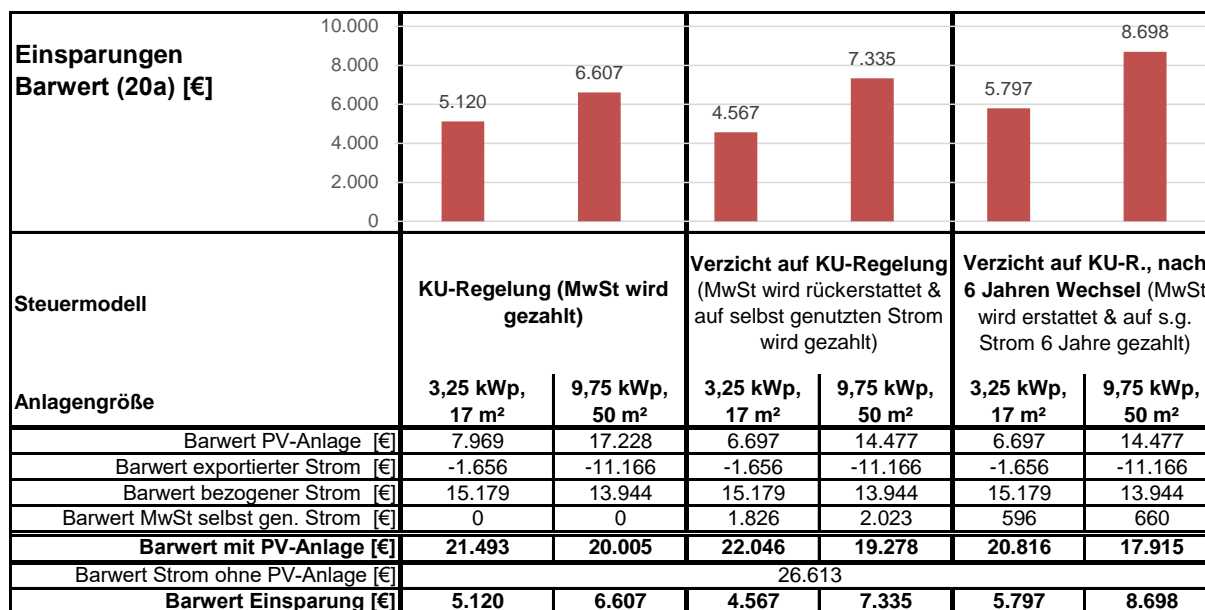 Einsparungen
Barwert (20a) [€]
10.000
8.000
6.000
4.000
2.000
0
5.120
6.607
4.567
7.335
5.797
8.698
Steuermodell
KU-Regelung (MwSt wird
gezahlt)
Verzicht auf KU-Regelung
(MwSt wird rückerstattet &
auf selbst genutzten Strom
wird gezahlt)
Verzicht auf KU-R., nach
6 Jahren Wechsel (MwSt
wird erstattet & auf s.g.
Strom 6 Jahre gezahlt)
Anlagengröße
3,25 kWp,
17 m²
9,75 kWp,
50 m²
3,25 kWp,
17 m²
9,75 kWp,
50 m²
3,25 kWp,
17 m²
9,75 kWp,
50 m²
Barwert PV-Anlage [€] 7.969 17.228 6.697 14.477 6.697 14.477
Barwert exportierter Strom [€] -1.656 -11.166 -1.656 -11.166 -1.656 -11.166
Barwert bezogener Strom [€] 15.179 13.944 15.179 13.944 15.179 13.944
Barwert MwSt selbst gen. Strom [€] 0 0 1.826 2.023 596 660
Barwert mit PV-Anlage [€] 21.493 20.005 22.046 19.278 20.816 17.915
Barwert Strom ohne PV-Anlage [€] 26.613
Barwert Einsparung [€] 5.120 6.607 4.567 7.335 5.797 8.698